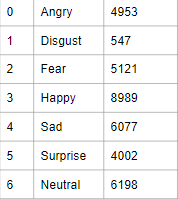 0 Angry 4953
1 Disgust 547
2 Fear 5121
3 Happy 8989
4 Sad 6077
5 Surprise 4002
6 Neutral 6198